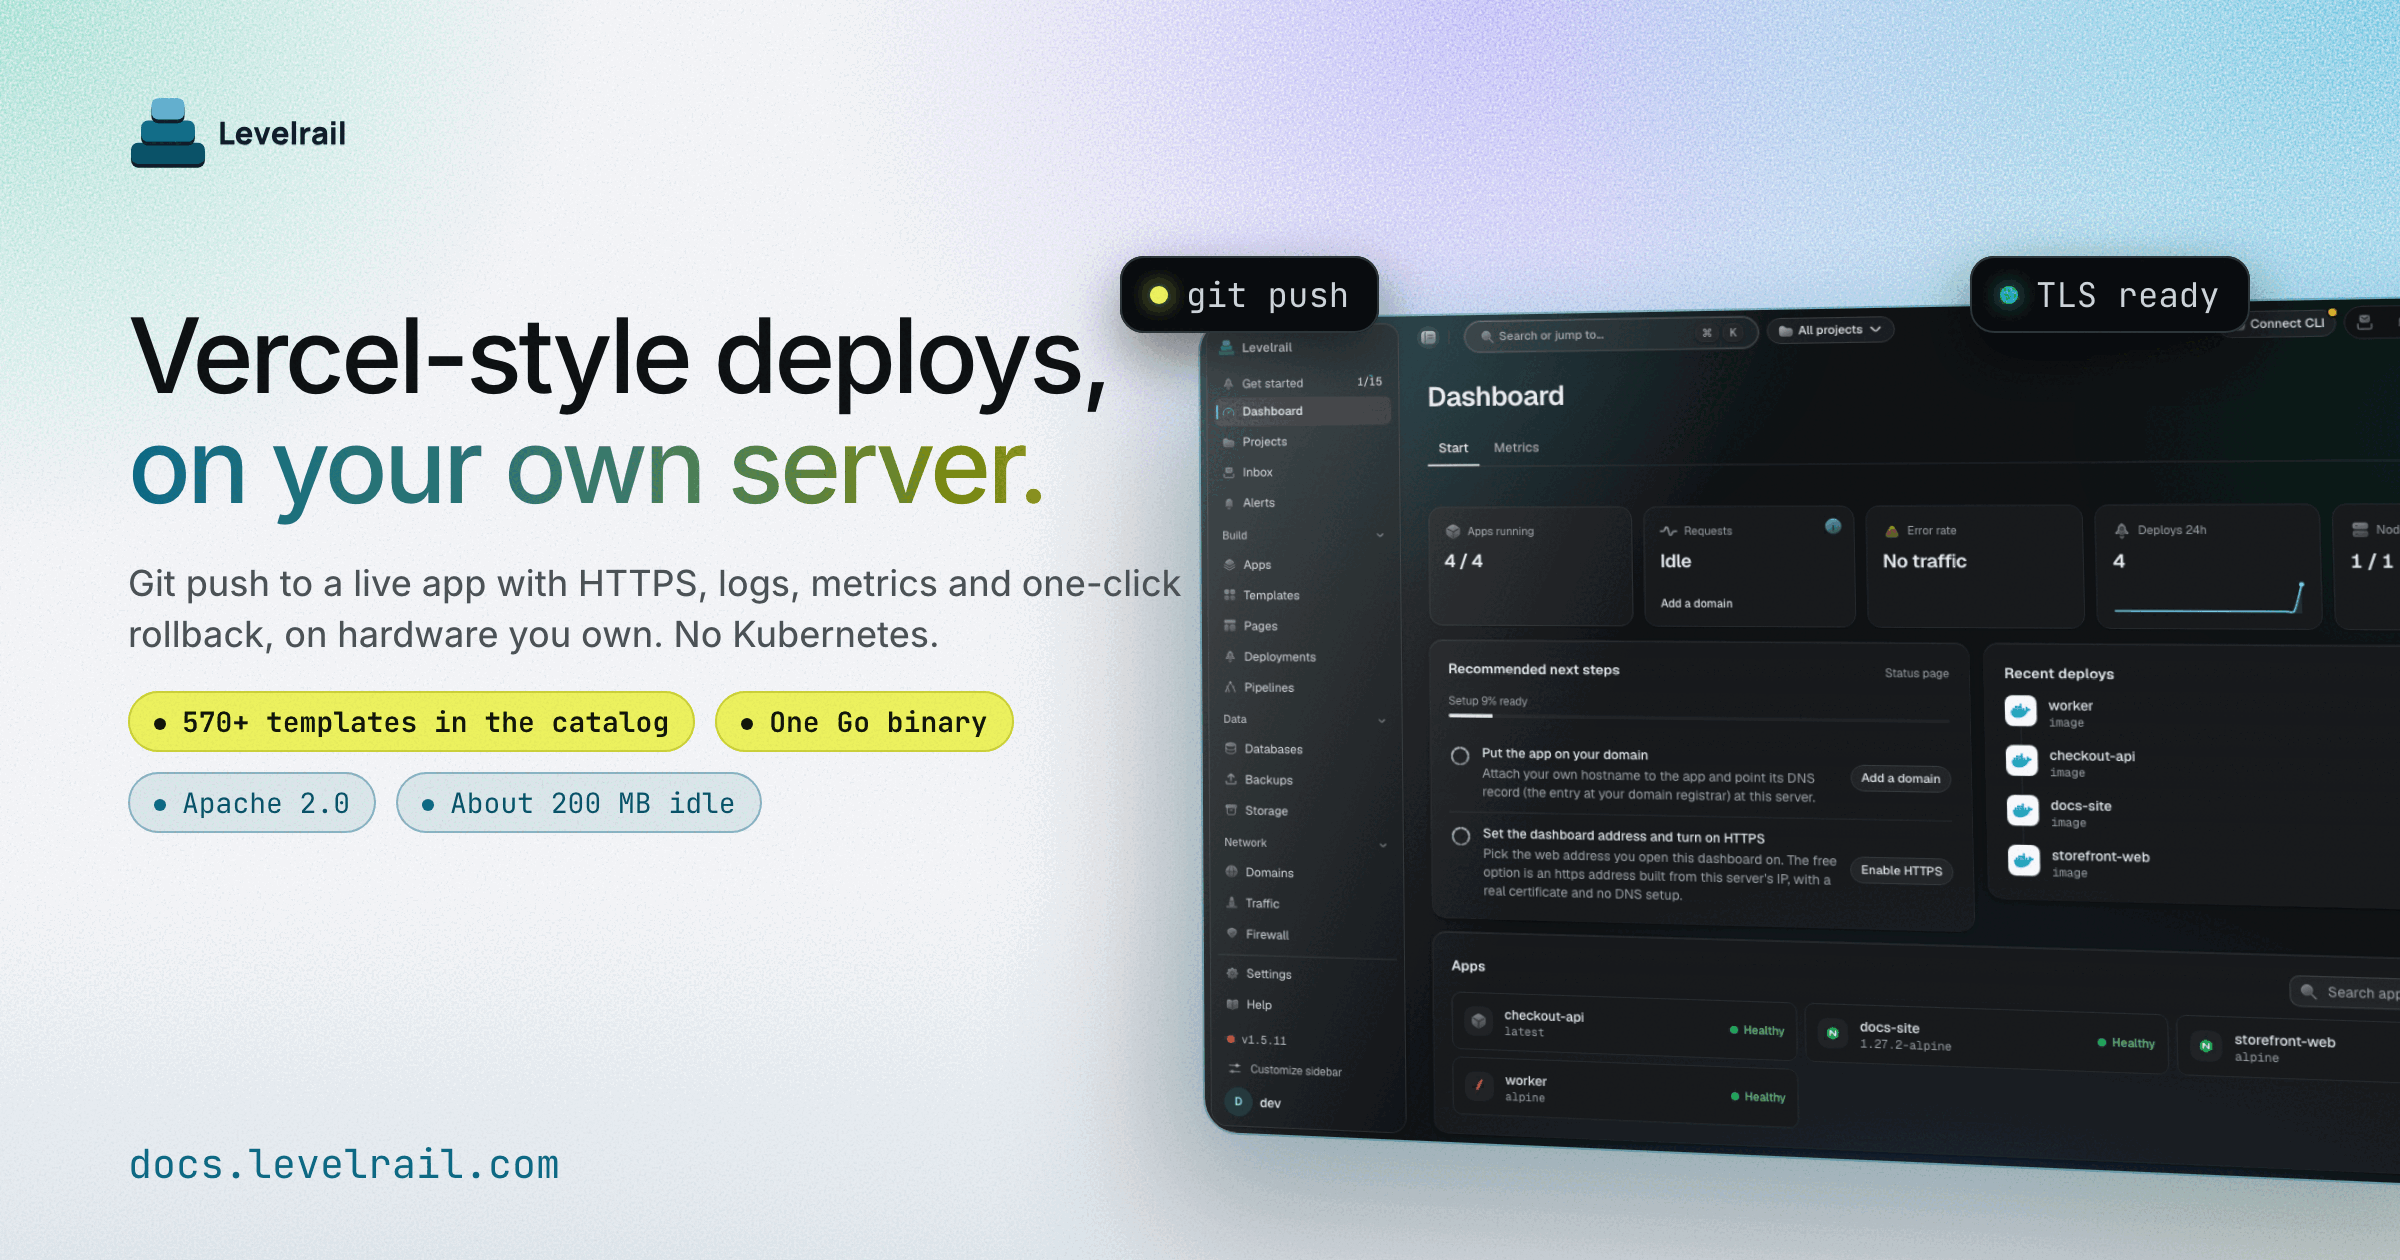 Levelrail
Vercel-style deploys,
on your own server.
Git push to a live app with HTTPS, logs, metrics and one-click
rollback, on hardware you own. No Kubernetes.
570+ templates in the catalog
One Go binary
Apache 2.0
About 200 MB idle
docs.levelrail.com
git push
TLS ready
Levelrail
Get started 1/15
Dashboard
Projects
Inbox
Alerts
Build
Apps
Templates
Pages
Deployments
Pipelines
Data
Databases
Backups
Storage
Network
Domains
Traffic
Firewall
Settings
Help
v1.5.11
Customize sidebar
D dev
Search or jump to...
⌘ K
All projects
Connect CLI
Dashboard
Start Metrics
Apps running
4 / 4
Requests
Idle
Add a domain
Error rate
No traffic
Deploys 24h
4
1 / 1
Recommended next steps
Status page
Setup 9% ready
Put the app on your domain
Attach your own hostname to the app and point its DNS
record (the entry at your domain registrar) at this server.
Add a domain
Set the dashboard address and turn on HTTPS
Pick the web address you open this dashboard on. The free
option is an https address built from this server's IP, with a
real certificate and no DNS setup.
Enable HTTPS
Recent deploys
worker
image
checkout-api
image
docs-site
image
storefront-web
image
Apps
Search app
checkout-api
latest
Healthy
docs-site
1.27.2-alpine
Healthy
storefront-web
alpine
worker
alpine
Healthy